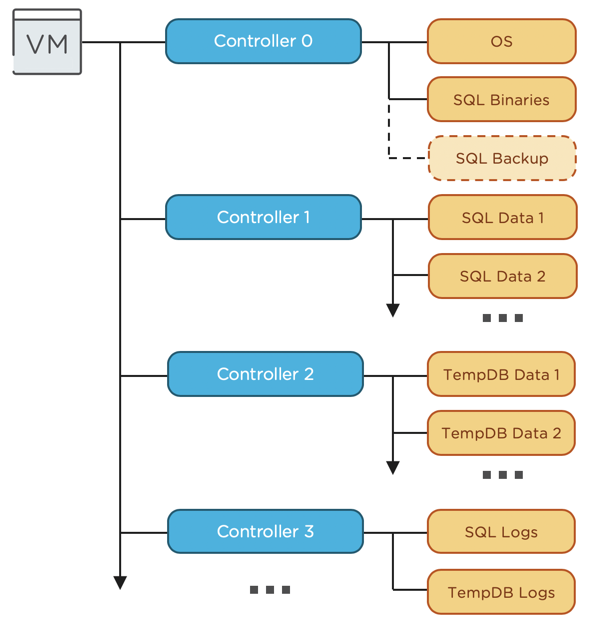 VM
Controller 0
OS
SQL Binaries
SQL Backup
Controller 1
SQL Data 1
SQL Data 2
Controller 2
TempDB Data 1
TempDB Data 2
Controller 3
SQL Logs
TempDB Logs